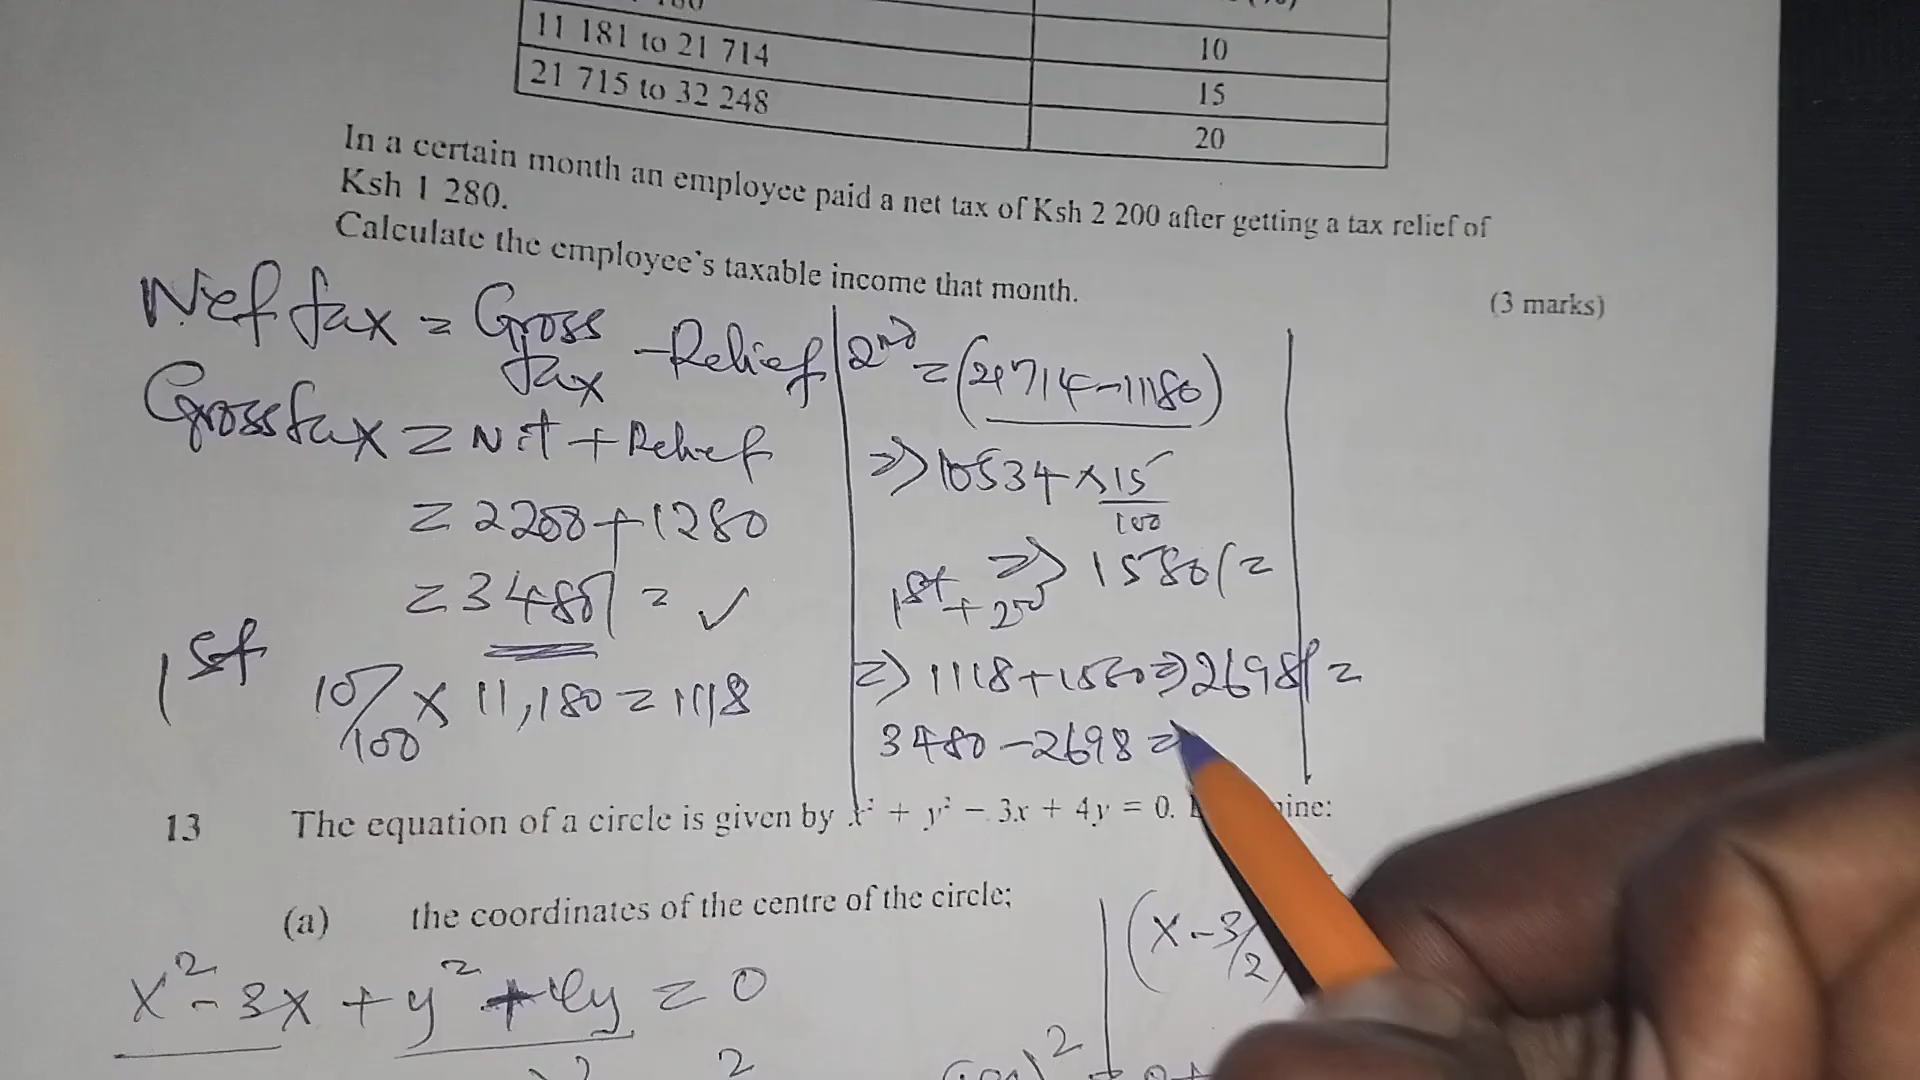 11 181 to 21 714 10
21 715 to 32 248 15
20
In a certain month an employee paid a net tax of Ksh 2 200 after getting a tax relief of
Ksh 1 280.
Calculate the employee's taxable income that month.
(3 marks)
Net tax = Gross tax - Relief
Gross tax = Net + Relief
= 2200 + 1280
= 3480/= ✓
1st
10/100 × 11,180 = 1118
2nd = (21714-11180)
=> 10534 × 15/100
=> 1580/=
1st + 2nd
=> 1118+1580 => 2698/=
3480 - 2698 =
13 The equation of a circle is given by x² + y² − 3x + 4y = 0.
(a) the coordinates of the centre of the circle;
x² - 3x + y² + 4y = 0
(x - 3/2)